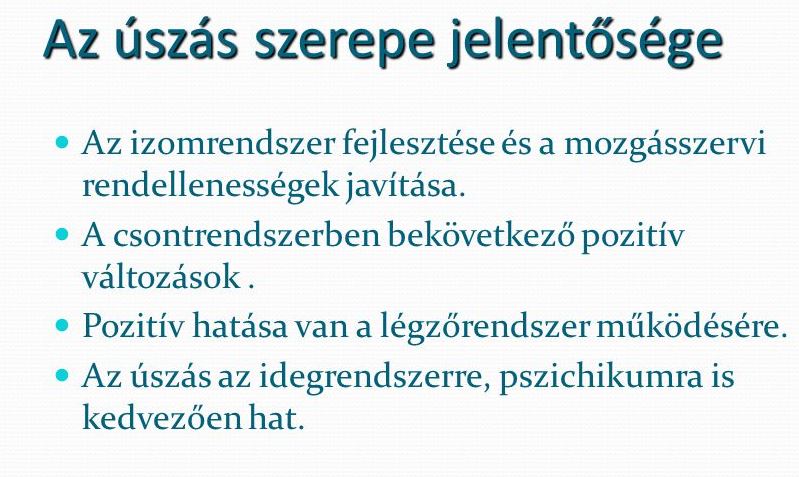 Az úszás szerepe jelentősége
Az izomrendszer fejlesztése és a mozgásszervi
rendellenességek javítása.
A csontrendszerben bekövetkező pozitív
változások .
Pozitív hatása van a légzőrendszer működésére.
Az úszás az idegrendszerre, pszichikumra is
kedvezően hat.